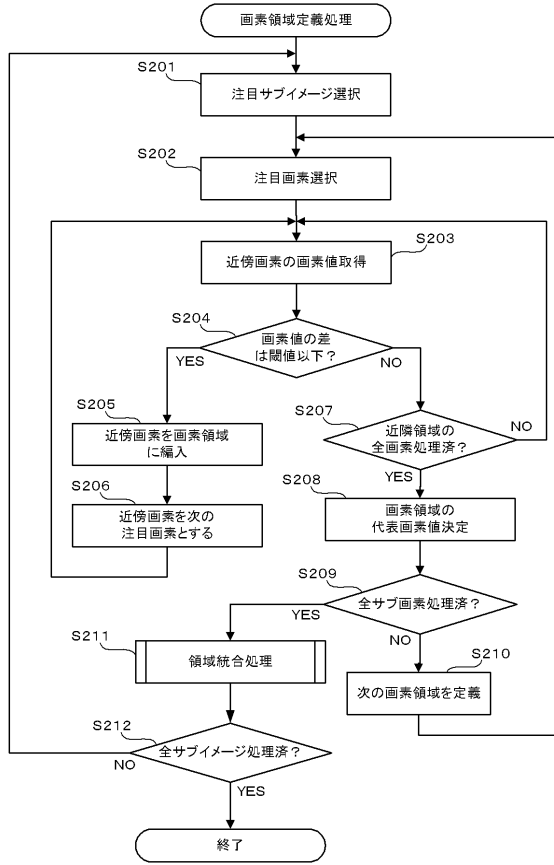 画素領域定義処理
S201
注目サブイメージ選択
S202
注目画素選択
S203
近傍画素の画素値取得
S204
画素値の差
は閾値以下？
YES
NO
S205
近傍画素を画素領域
に編入
S206
近傍画素を次の
注目画素とする
S207
近隣領域の
全画素処理済？
NO
YES
S208
画素領域の
代表画素値決定
S209
全サブ画素処理済？
YES
NO
S210
次の画素領域を定義
S211
領域統合処理
S212
全サブイメージ処理済？
NO
YES
終了